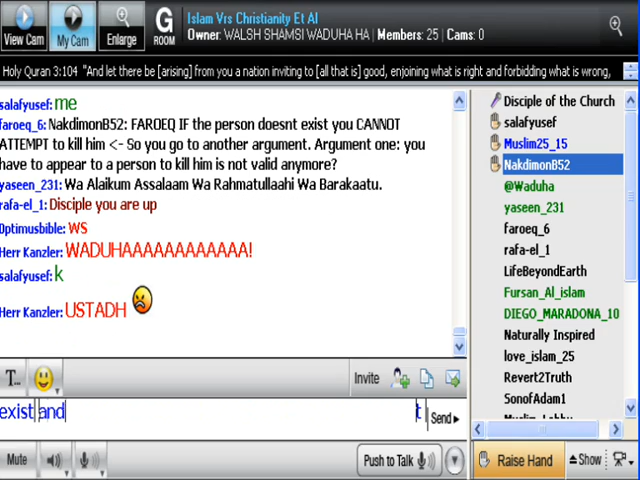 Islam Vrs Christianity Et Al
Owner: WALSH SHAMSI WADUHA HA | Members: 25 | Cams: 0
View Cam
My Cam
Enlarge
G
ROOM
Holy Quran 3:104 "And let there be [arising] from you a nation inviting to [all that is] good, enjoining what is right and forbidding what is wrong,
salafyusef: me
faroeq_6: NakdimonB52: FAROEQ IF the person doesnt exist you CANNOT
ATTEMPT to kill him <- So you go to another argument. Argument one: you
have to appear to a person to kill him is not valid anymore?
yaseen_231: Wa Alaikum Assalaam Wa Rahmatullaahi Wa Barakaatu.
rafa-el_1: Disciple you are up
Optimusbible: ws
Herr Kanzler: WADUHAAAAAAAAAAAA!
salafyusef: k
Herr Kanzler: USTADH
Disciple of the Church
salafyusef
Muslim25_15
NakdimonB52
@Waduha
yaseen_231
faroeq_6
rafa-el_1
LifeBeyondEarth
Fursan_Al_islam
DIEGO_MARADONA_10
Naturally Inspired
love_islam_25
Revert2Truth
SonofAdam1
T...
Invite
exist and
t
Send
Mute
Push to Talk
Raise Hand
Show